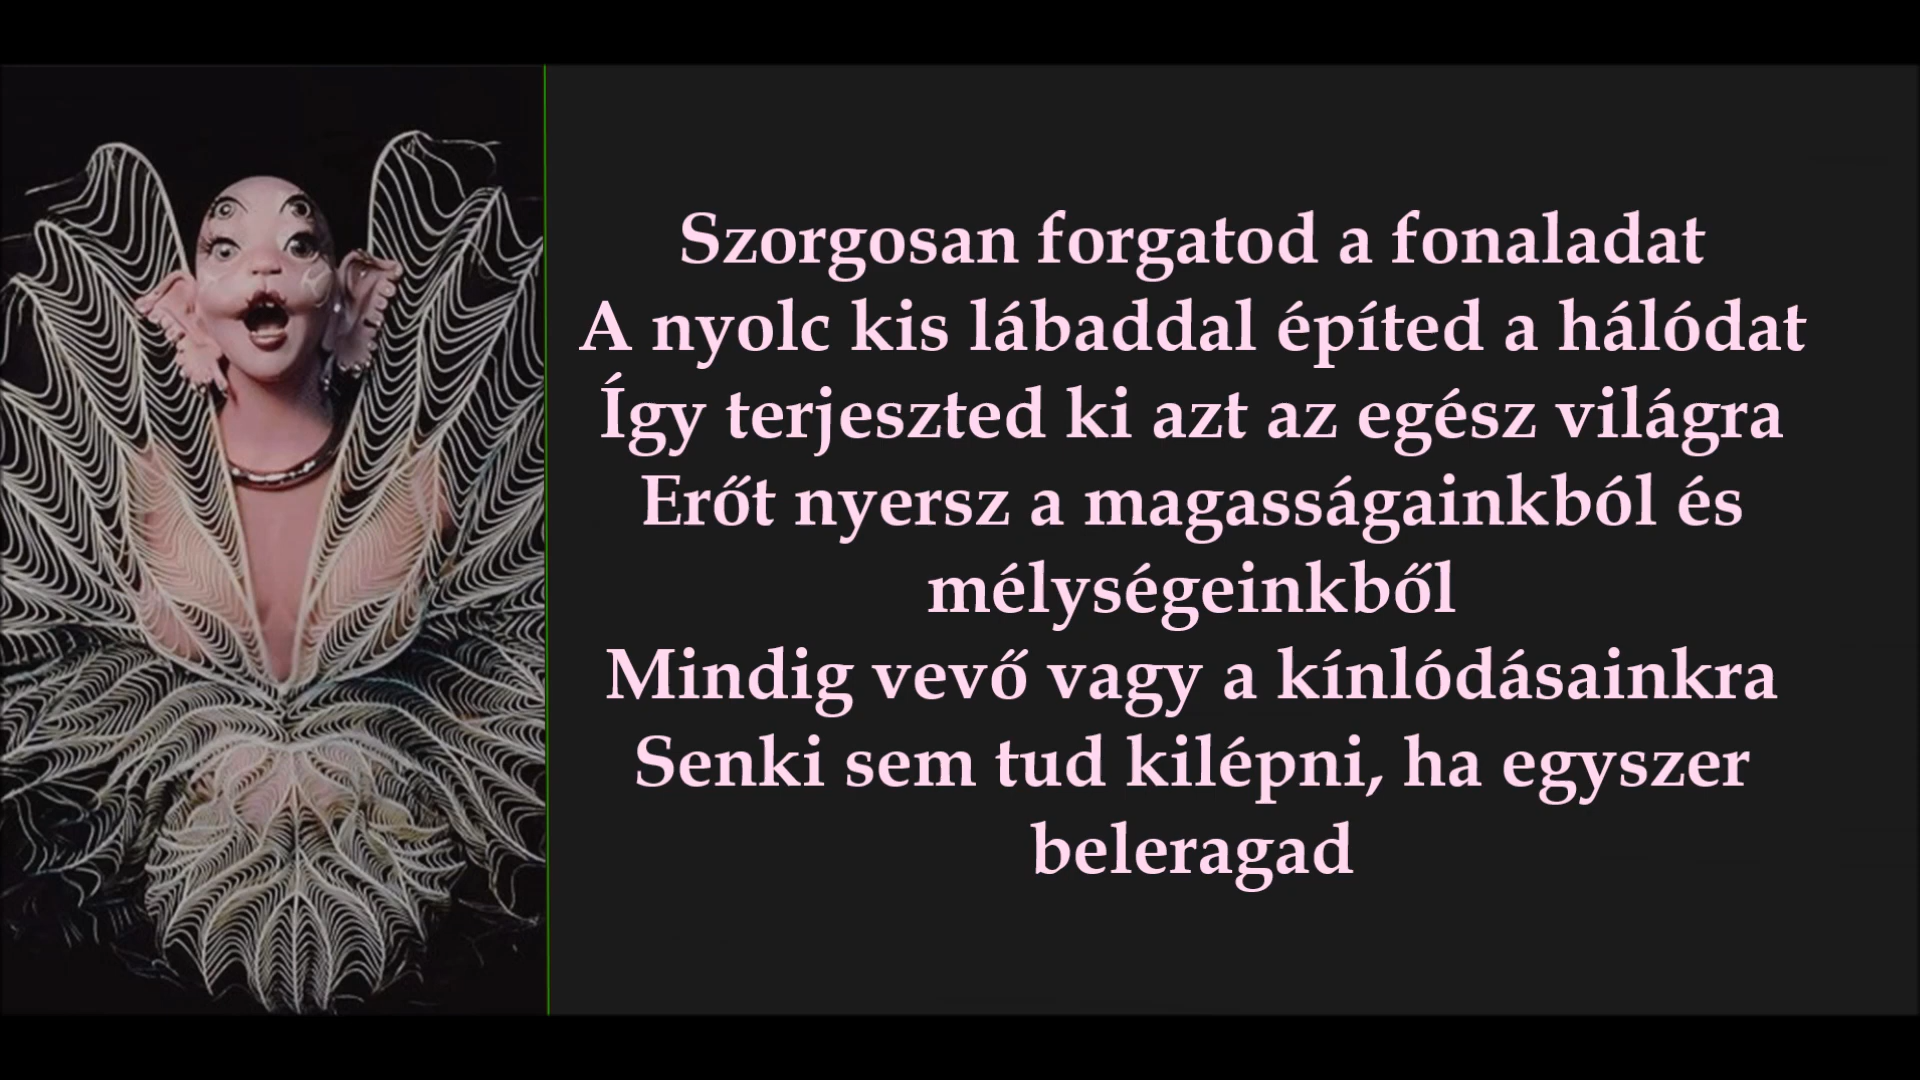 Szorgosan forgatod a fonaladat
A nyolc kis lábaddal építed a hálódat
Így terjeszted ki azt az egész világra
Erőt nyersz a magasságainkból és
mélységeinkből
Mindig vevő vagy a kínlódásainkra
Senki sem tud kilépni, ha egyszer
beleragad